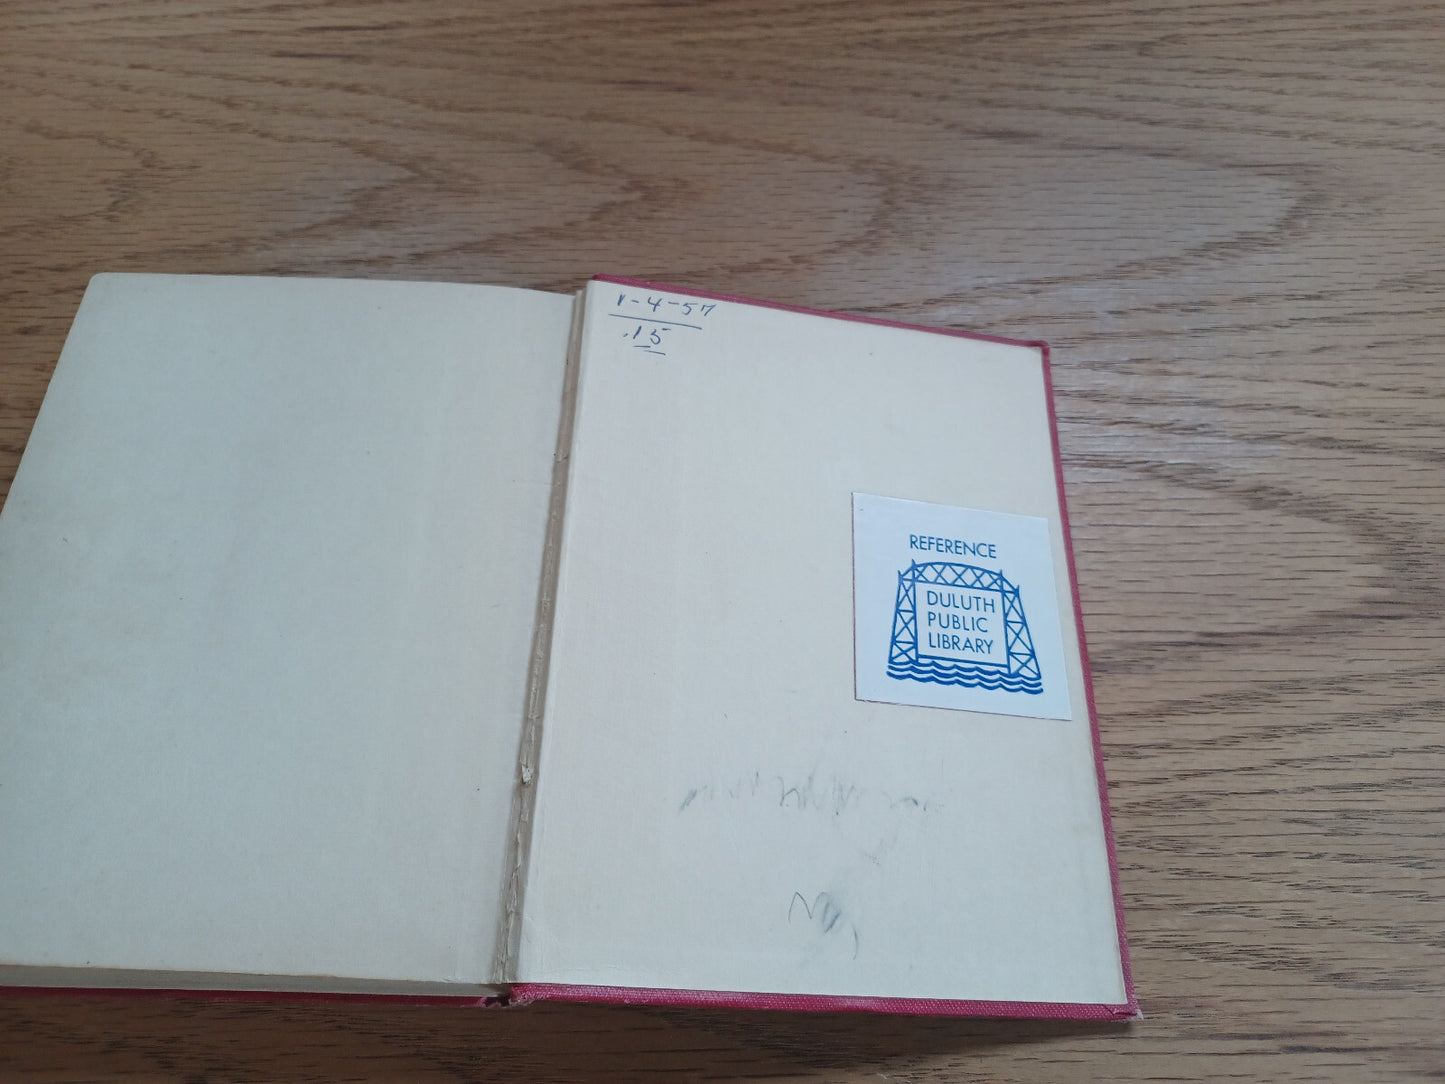 1-4-57
.15
REFERENCE
DULUTH
PUBLIC
LIBRARY